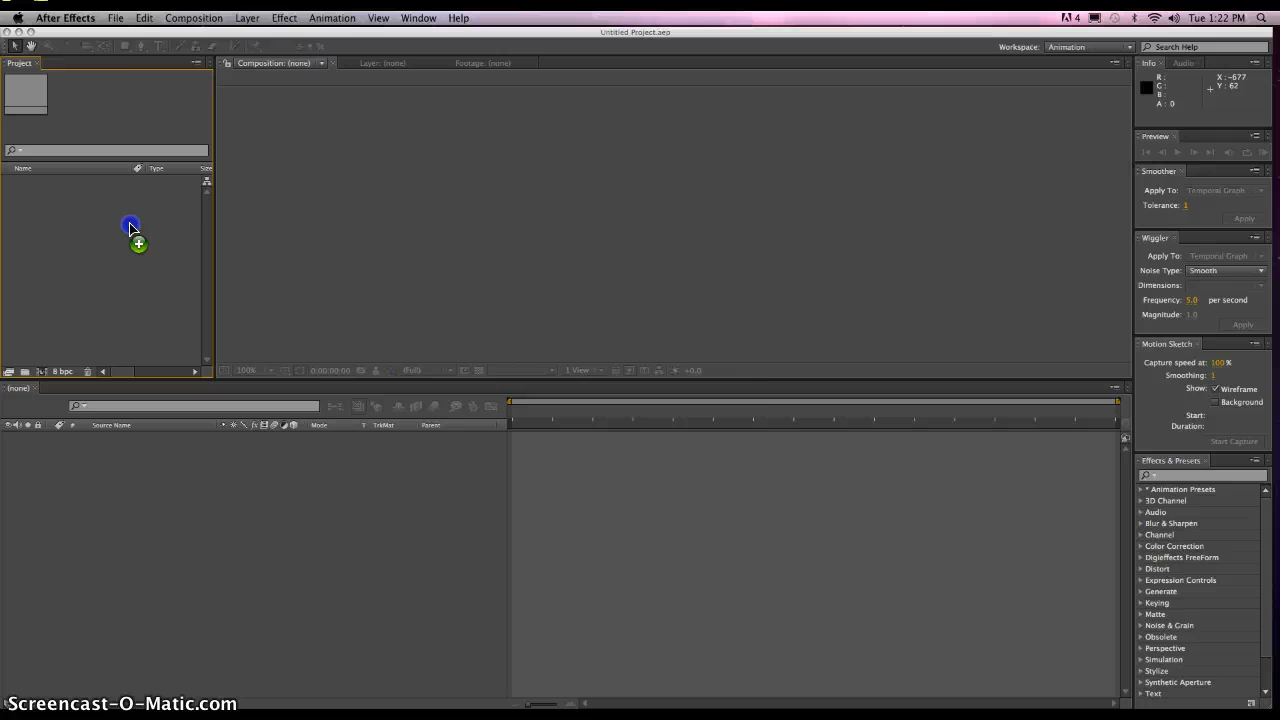 After Effects File Edit Composition Layer Effect Animation View Window Help 4 Tue 1:22 PM
Untitled Project.aep
Workspace: Animation Search Help
Project Composition: (none) Layer: (none) Footage: (none) Info Audio
R: X: -677
G: Y: 62
B:
A: 0
Preview
Name Type Size
Smoother
Apply To: Temporal Graph
Tolerance: 1
Apply
Wiggler
Apply To: Temporal Graph
Noise Type: Smooth
Dimensions:
Frequency: 5.0 per second
Magnitude: 1.0
Apply
Motion Sketch
Capture speed at: 100 %
Smoothing: 1
Show: Wireframe
Background
Start:
Duration:
Start Capture
8 bpc 100% 0:00:00:00 (Full) 1 View +0.0
(none)
Source Name Mode T TrkMat Parent
Effects & Presets
* Animation Presets
3D Channel
Audio
Blur & Sharpen
Channel
Color Correction
Digieffects FreeForm
Distort
Expression Controls
Generate
Keying
Matte
Noise & Grain
Obsolete
Perspective
Simulation
Stylize
Synthetic Aperture
Text
Screencast-O-Matic.com